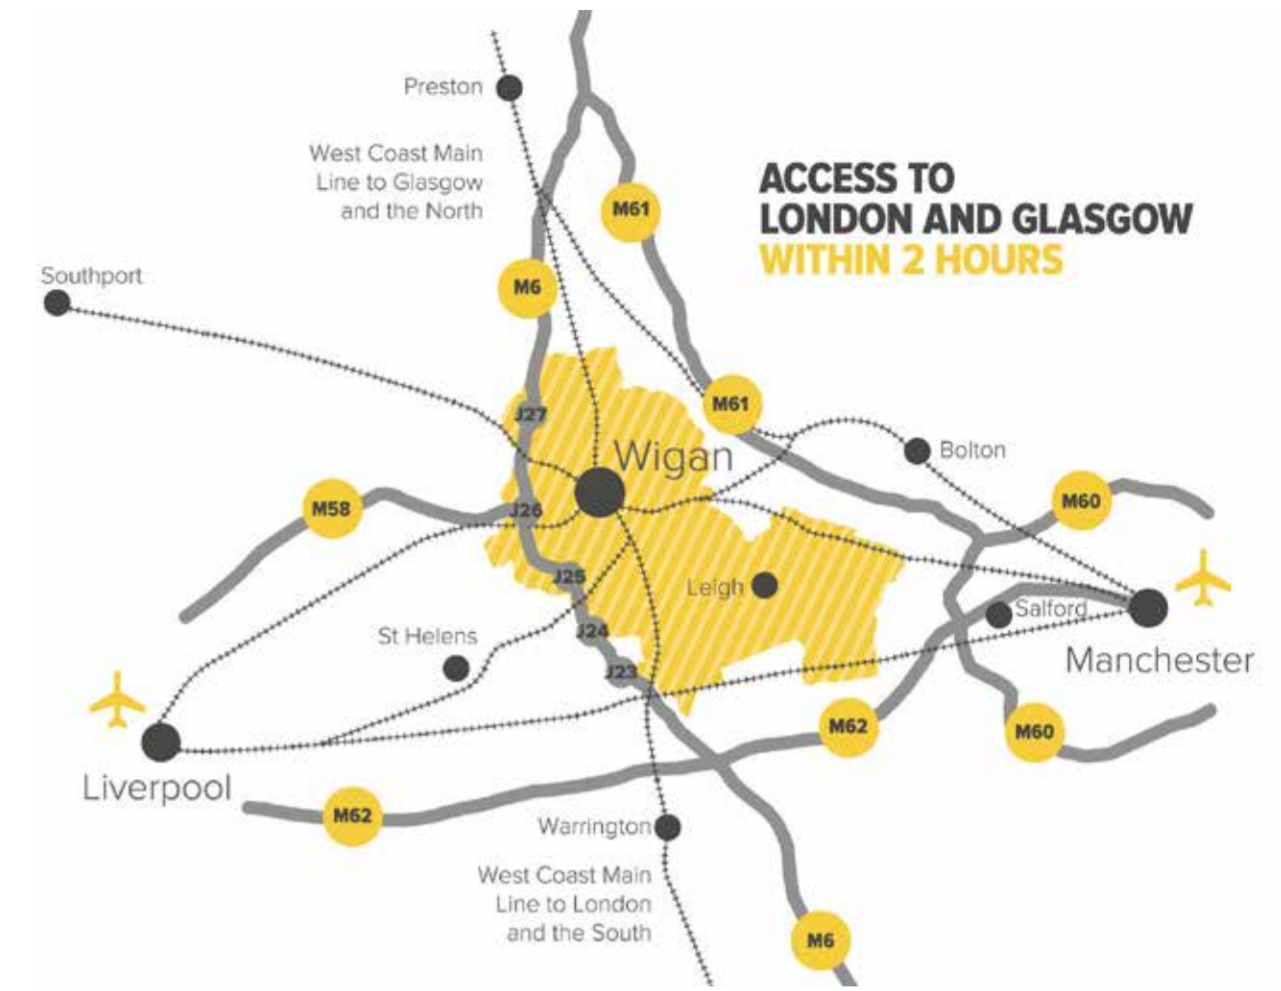 Preston
West Coast Main
Line to Glasgow
and the North
M61
ACCESS TO
LONDON AND GLASGOW
WITHIN 2 HOURS
Southport
M6
M61
J27
Wigan
Bolton
M58
J26
M60
J25
Leigh
Salford
St Helens
J24
Manchester
J23
M62
M60
Liverpool
M62
Warrington
West Coast Main
Line to London
and the South
M6